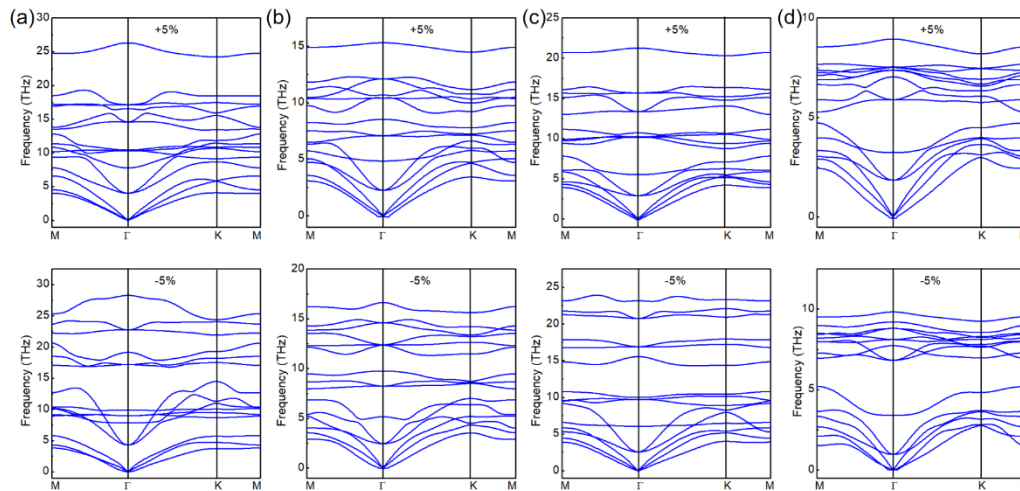 (a) (b) (c) (d)
+5% +5% +5% +5%
30 25 20 15 10 5 0
15 10 5 0
25 20 15 10 5 0
10 5 0
Frequency (THz) Frequency (THz) Frequency (THz) Frequency (THz)
M Γ K M M Γ K M M Γ K M M Γ K
-5% -5% -5% -5%
30 25 20 15 10 5 0
20 15 10 5 0
25 20 15 10 5 0
10 5 0
Frequency (THz) Frequency (THz) Frequency (THz) Frequency (THz)
M Γ K M M Γ K M M Γ K M M Γ K